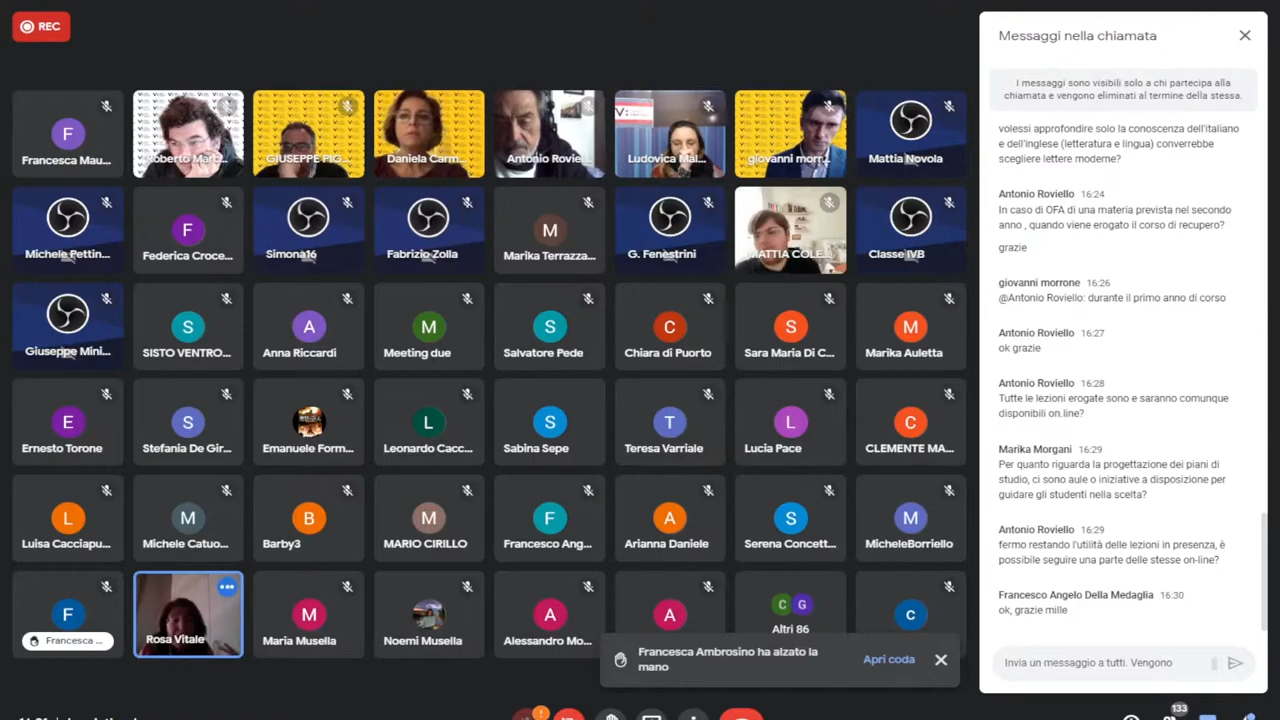 REC
Messaggi nella chiamata
I messaggi sono visibili solo a chi partecipa alla
chiamata e vengono eliminati al termine della stessa.
volessi approfondire solo la conoscenza dell'italiano
e dell'inglese (letteratura e lingua) converrebbe
scegliere lettere moderne?
Antonio Roviello 16:24
In caso di OFA di una materia prevista nel secondo
anno , quando viene erogato il corso di recupero?
grazie
giovanni morrone 16:26
@Antonio Roviello: durante il primo anno di corso
Antonio Roviello 16:27
ok grazie
Antonio Roviello 16:28
Tutte le lezioni erogate sono e saranno comunque
disponibili on.line?
Marika Morgani 16:29
Per quanto riguarda la progettazione dei piani di
studio, ci sono aule o iniziative a disposizione per
guidare gli studenti nella scelta?
Antonio Roviello 16:29
fermo restando l'utilità delle lezioni in presenza, è
possibile seguire una parte delle stesse on-line?
Francesco Angelo Della Medaglia 16:30
ok, grazie mille
Invia un messaggio a tutti. Vengono
133
F
Francesca Mau...
Roberto Mart...
GIUSEPPE PIG...
Daniela Carm...
Antonio Rovie...
Ludovica Mal...
giovanni morr...
Mattia Novola
Michele Pettin...
F
Federica Croce...
Simona16
Fabrizio Zolla
M
Marika Terrazza...
G. Fenestrini
MATTIA COLE...
Classe IVB
Giuseppe Mini...
S
SISTO VENTRO...
A
Anna Riccardi
M
Meeting due
S
Salvatore Pede
C
Chiara di Puorto
S
Sara Maria Di C...
M
Marika Auletta
E
Ernesto Torone
S
Stefania De Gir...
Emanuele Form...
L
Leonardo Cacc...
S
Sabina Sepe
T
Teresa Varriale
L
Lucia Pace
C
CLEMENTE MA...
L
Luisa Cacciapu...
M
Michele Catuo...
B
Barby3
M
MARIO CIRILLO
F
Francesco Ang...
A
Arianna Daniele
S
Serena Concett...
M
MicheleBorriello
F
Francesca ...
Rosa Vitale
M
Maria Musella
Noemi Musella
A
Alessandro Mo...
A
C G
Altri 86
c
Francesca Ambrosino ha alzato la
mano
Apri coda